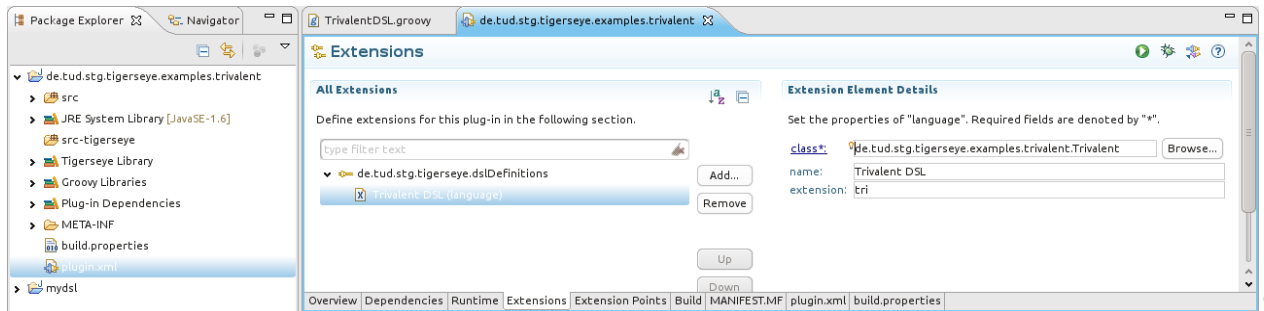 Package Explorer Navigator
de.tud.stg.tigerseye.examples.trivalent
src
JRE System Library [JavaSE-1.6]
src-tigerseye
Tigerseye Library
Groovy Libraries
Plug-in Dependencies
META-INF
build.properties
plugin.xml
mydsl
TrivalentDSL.groovy de.tud.stg.tigerseye.examples.trivalent
Extensions
All Extensions
Define extensions for this plug-in in the following section.
type filter text
de.tud.stg.tigerseye.dslDefinitions
Trivalent DSL (language)
Add...
Remove
Up
Down
Extension Element Details
Set the properties of "language". Required fields are denoted by "*".
class*: de.tud.stg.tigerseye.examples.trivalent.Trivalent Browse...
name: Trivalent DSL
extension: tri
Overview Dependencies Runtime Extensions Extension Points Build MANIFEST.MF plugin.xml build.properties